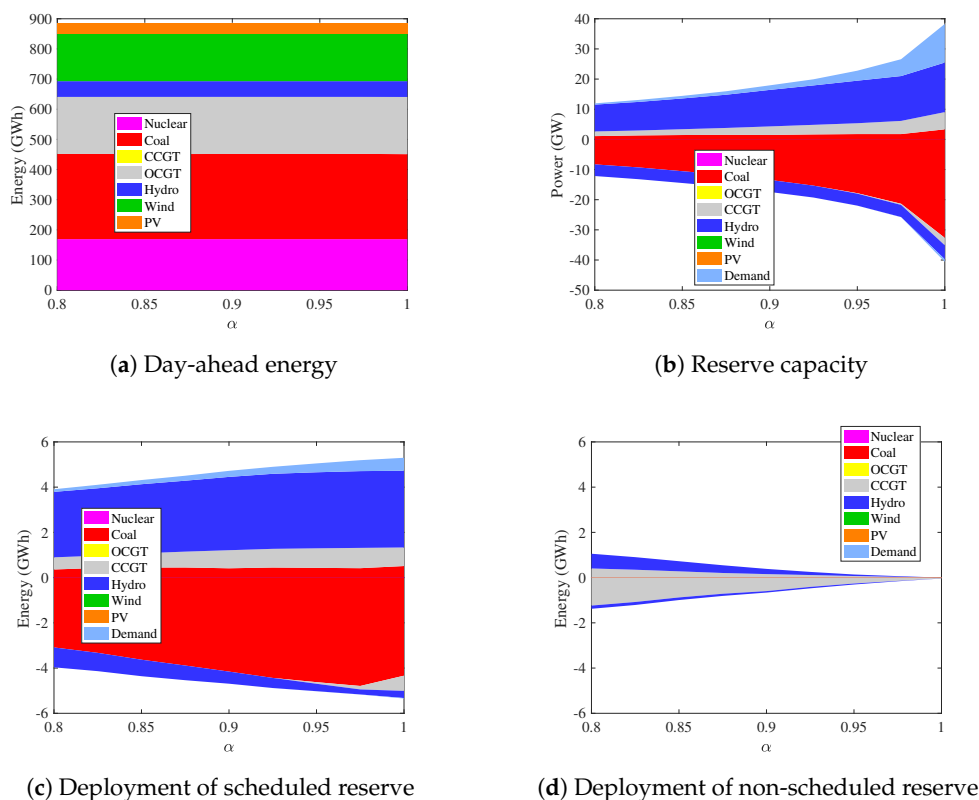 900
800
700
600
500
400
300
200
100
0
Energy (GWh)
Nuclear
Coal
CCGT
OCGT
Hydro
Wind
PV
0.8 0.85 0.9 0.95 1
α
(a) Day-ahead energy
40
30
20
10
0
-10
-20
-30
-40
-50
Power (GW)
Nuclear
Coal
OCGT
CCGT
Hydro
Wind
PV
Demand
0.8 0.85 0.9 0.95 1
α
(b) Reserve capacity
6
4
2
0
-2
-4
-6
Energy (GWh)
Nuclear
Coal
OCGT
CCGT
Hydro
Wind
PV
Demand
0.8 0.85 0.9 0.95 1
α
(c) Deployment of scheduled reserve
6
4
2
0
-2
-4
-6
Energy (GWh)
Nuclear
Coal
OCGT
CCGT
Hydro
Wind
PV
Demand
0.8 0.85 0.9 0.95 1
α
(d) Deployment of non-scheduled reserve